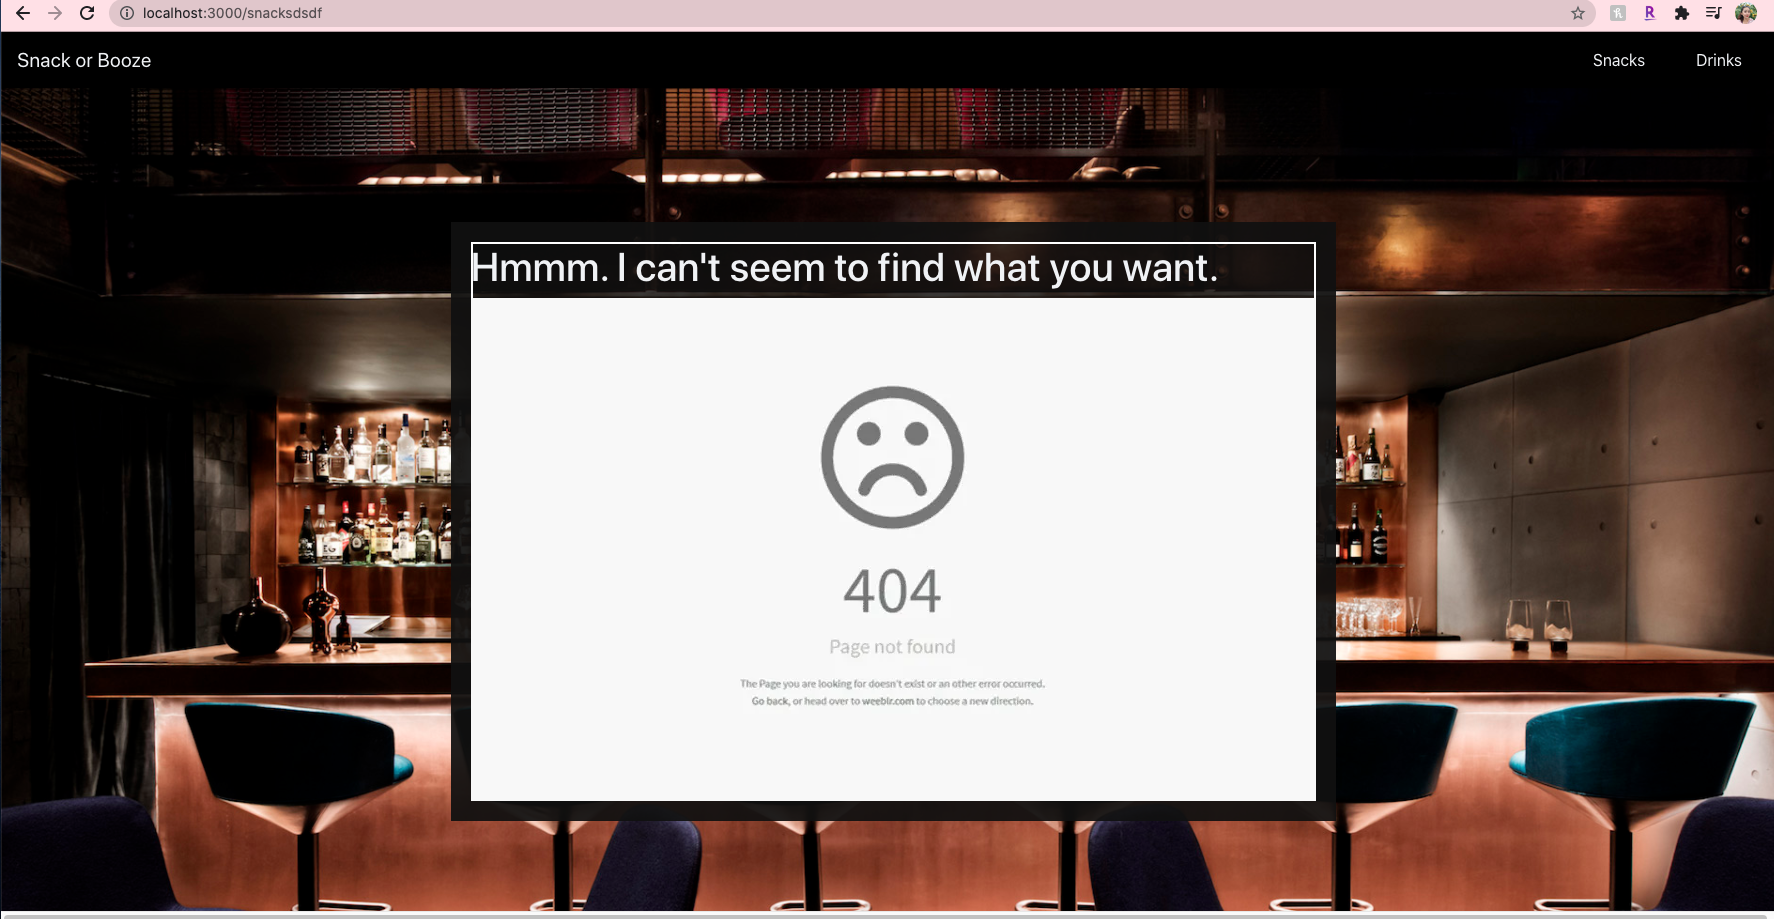 localhost:3000/snacksdsdf
Snack or Booze
Snacks
Drinks
Hmmm. I can't seem to find what you want.
404
Page not found
The Page you are looking for doesn't exist or an other error occurred.
Go back, or head over to weeblr.com to choose a new direction.